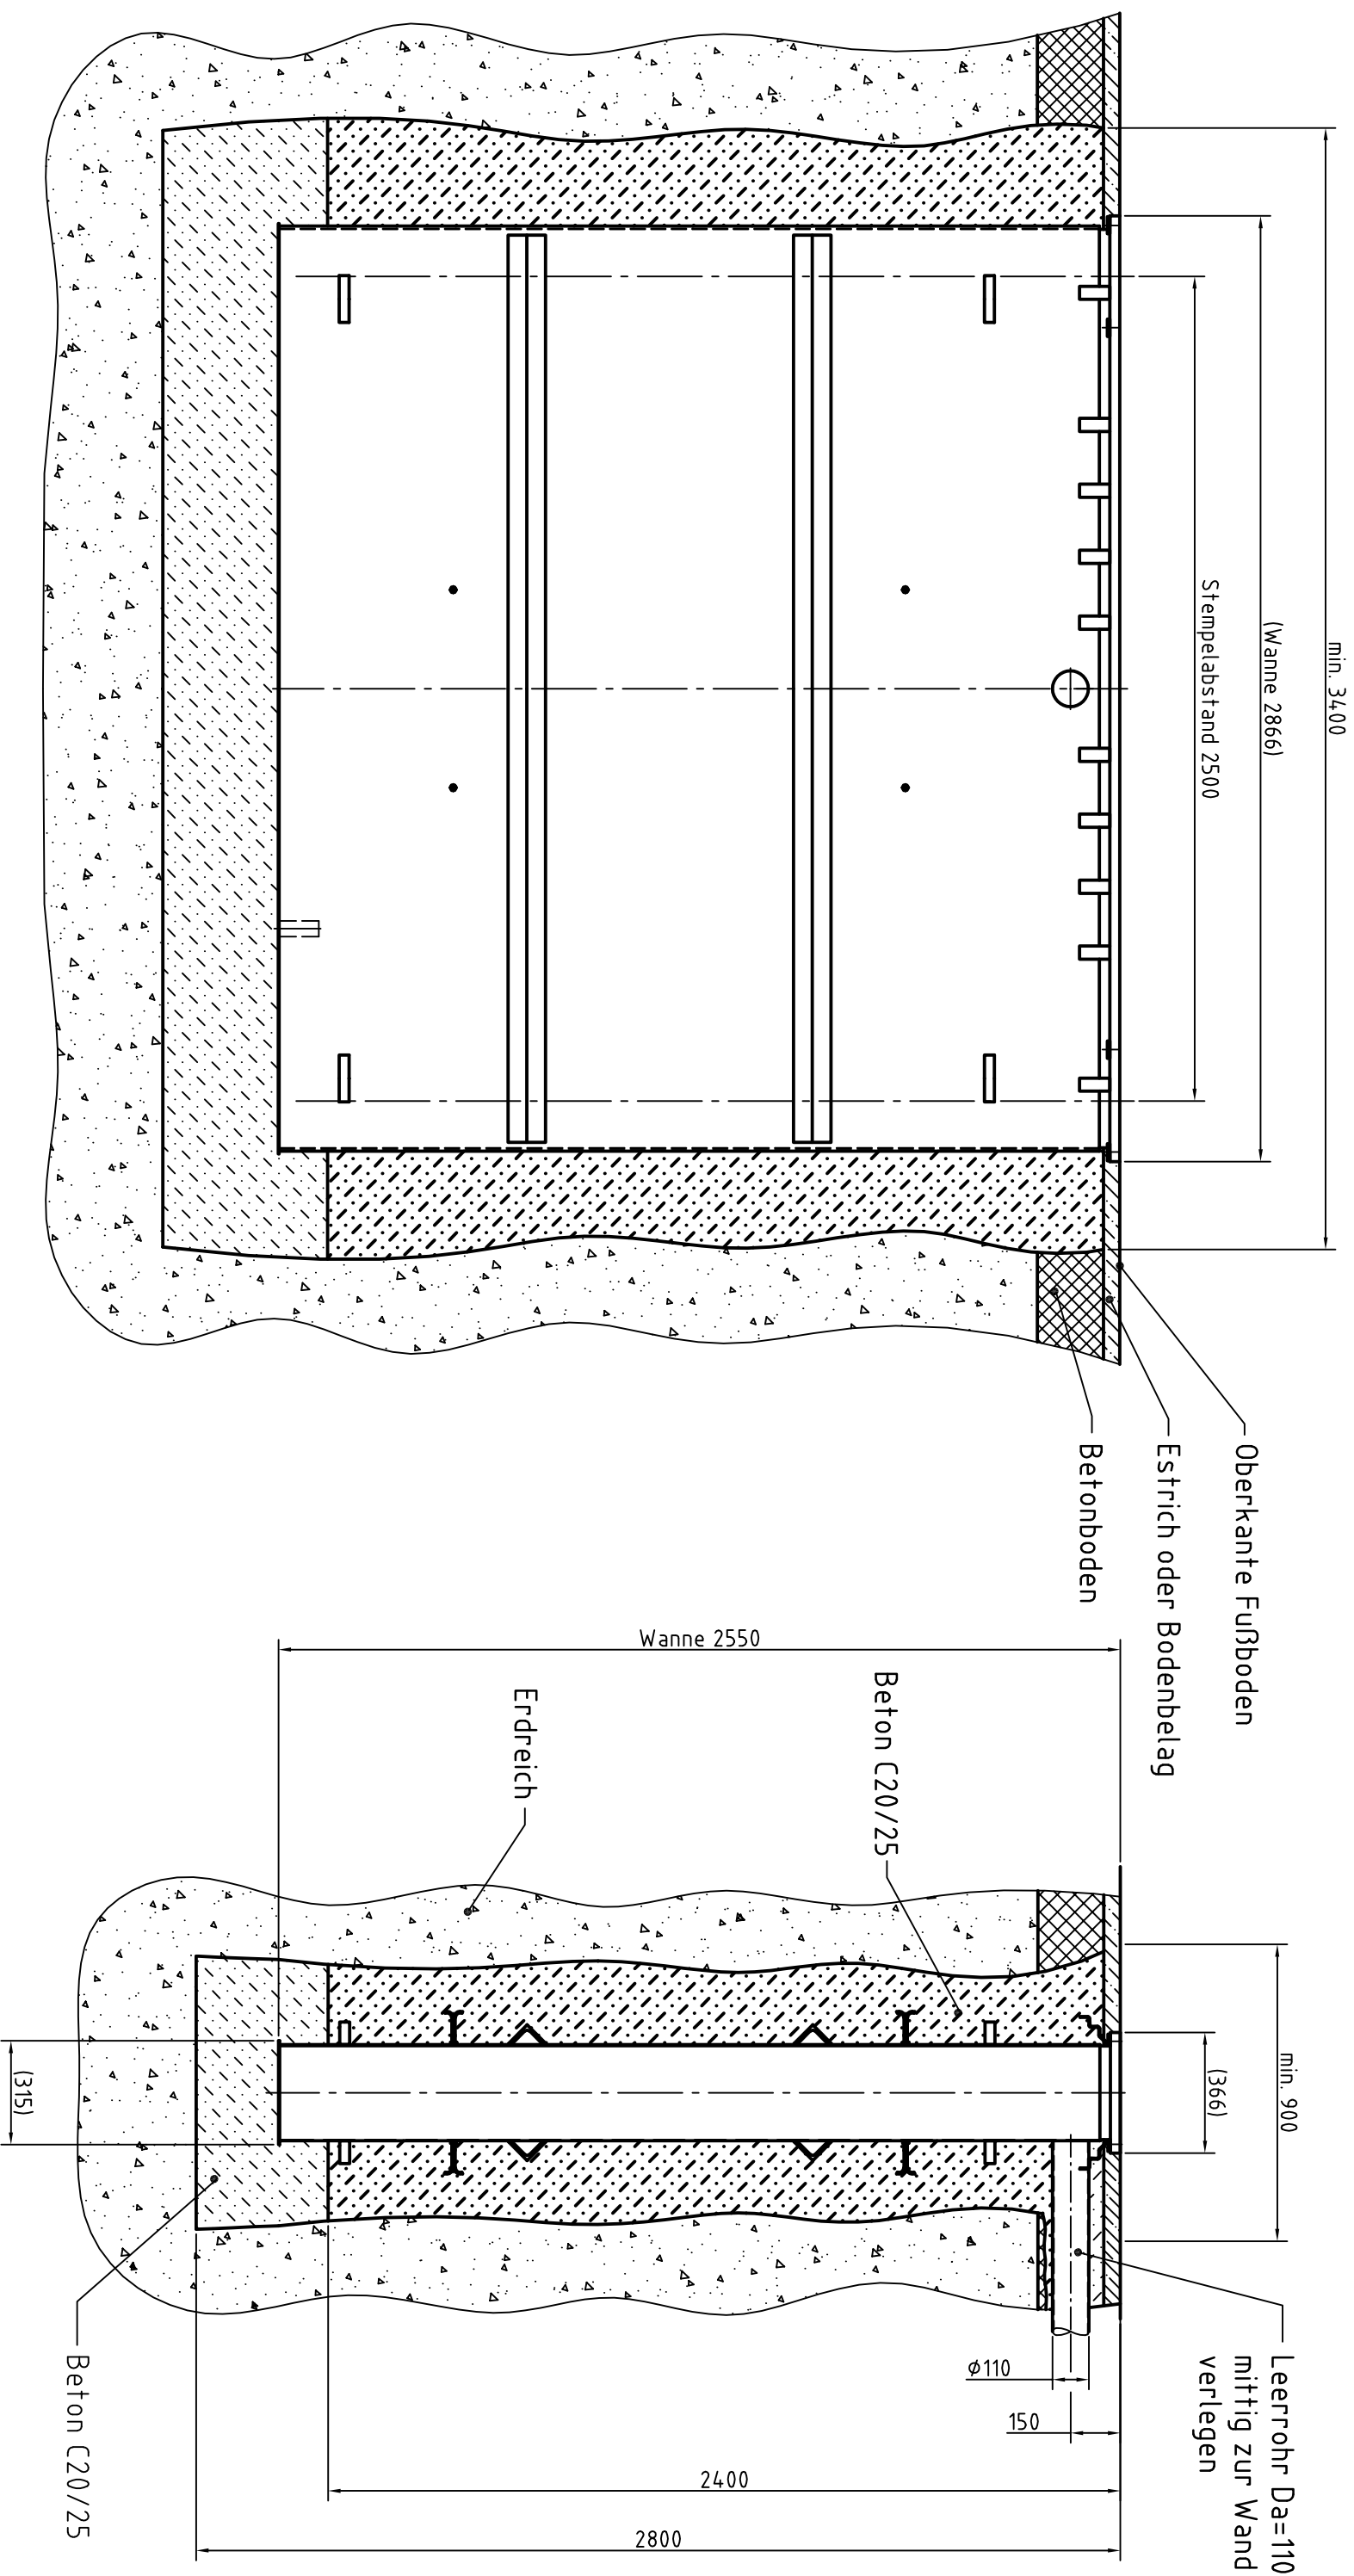 min. 3400
(Wanne 2866)
Stempelabstand 2500
Oberkante Fußboden
Estrich oder Bodenbelag
Betonboden
Wanne 2550
Beton C20/25
Erdreich
min. 900
(366)
(315)
Leerrohr Da=110
mittig zur Wand
verlegen
Ø110
150
2400
2800
Beton C20/25